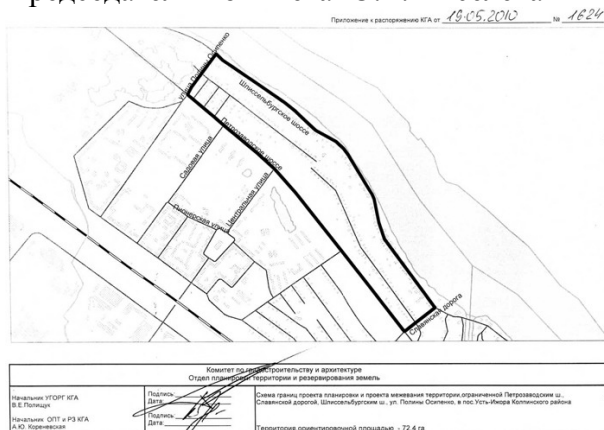 Приложение к распоряжению КГА от 19.05.2010 № 1624
Шлиссельбургское шоссе
Петрозаводское шоссе
Садовая улица
Центральная улица
Пионерская улица
Славянская дорога
Комитет по градостроительству и архитектуре
Отдел планировки территории и резервирования земель
Начальник УГОРГ КГА
В.Е.Полищук
Подпись
Дата
Начальник ОПТ и РЗ КГА
А.Ю. Кореневская
Подпись
Дата
Схема границ проекта планировки и проекта межевания территории,ограниченной Петрозаводским ш.,
Славянской дорогой, Шлиссельбургским ш., ул. Полины Осипенко, в пос.Усть-Ижора Колпинского района
Территория ориентировочной площадью - 72,4 га